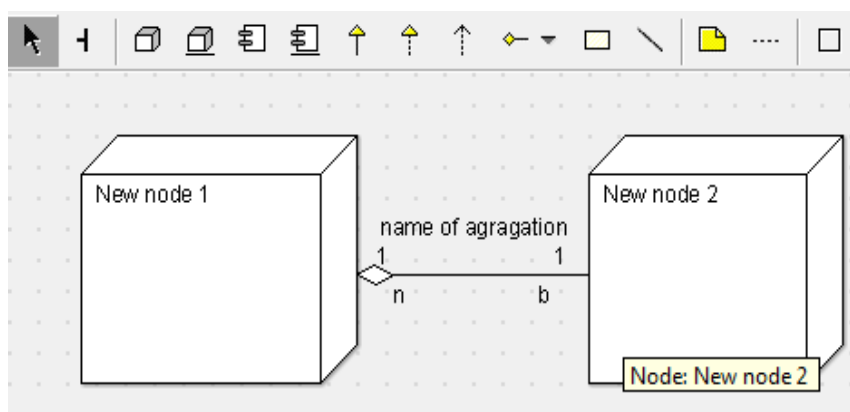 New node 1
New node 2
name of agragation
1
1
n
b
Node: New node 2